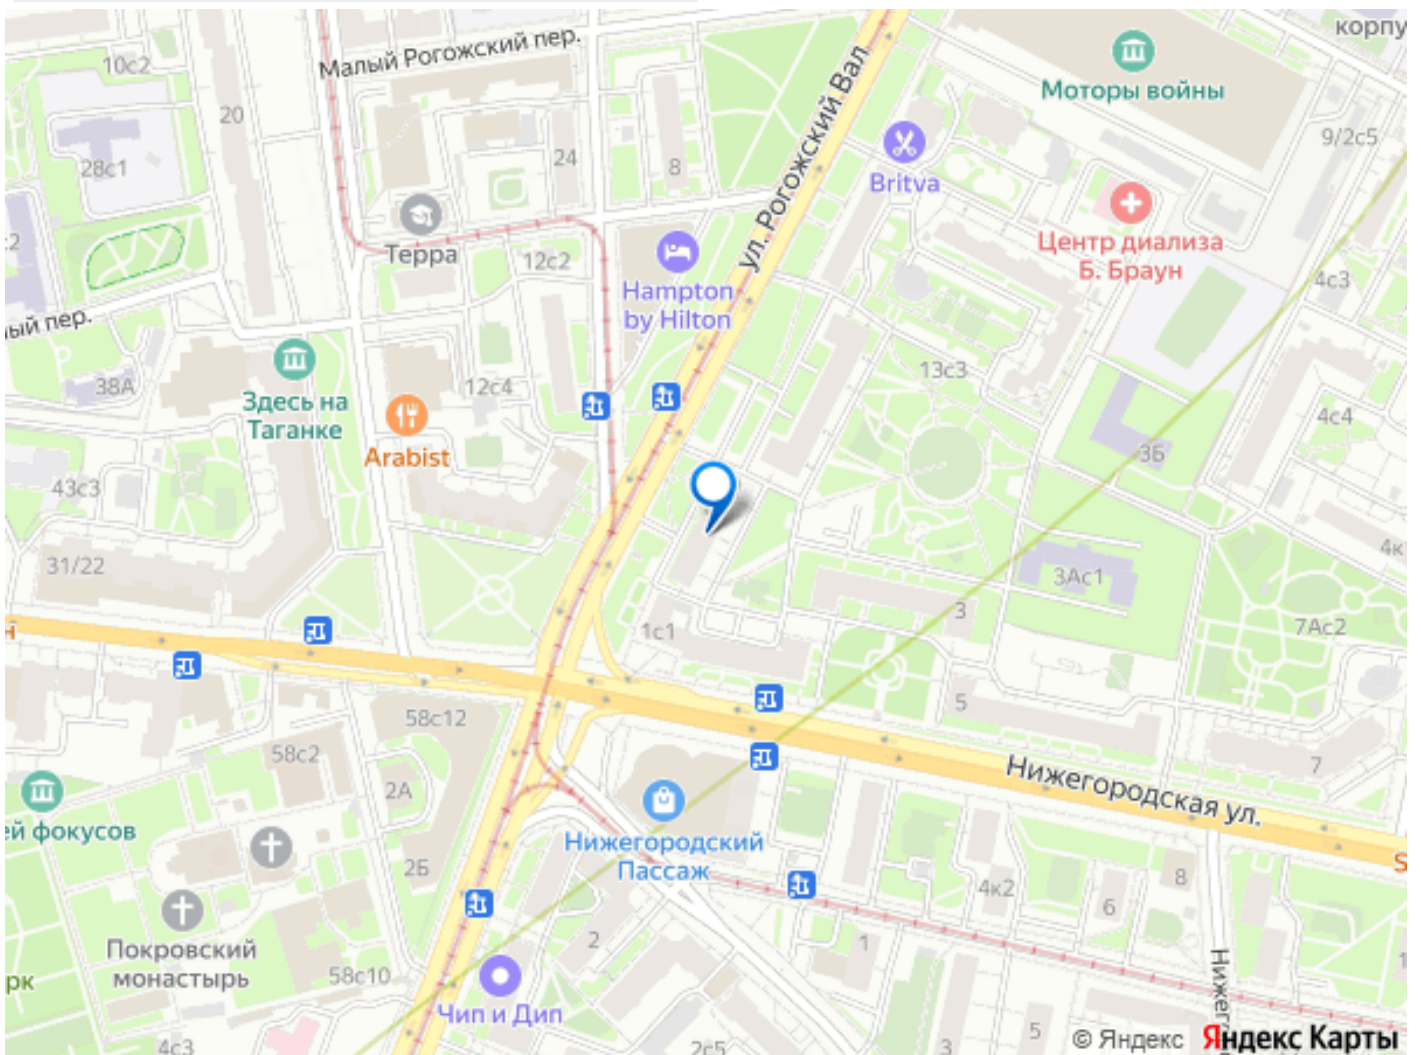 корпу
10с2
Малый Рогожский пер.
Моторы войны
20
9/2с5
28с1
24
8
ул. Рогожский Вал
Britva
Центр диализа
Б. Браун
Терра
12с2
Hampton
by Hilton
4с3
ый пер.
38А
Здесь на
Таганке
12с4
13с3
Arabist
4с4
3Б
43с3
31/22
4к
3Ас1
3
7Ас2
1с1
н
5
58с12
58с2
7
2А
Нижегородская ул.
ей фокусов
Нижегородский
Пассаж
2Б
8
4к2
6
S
Покровский
монастырь
2
1
рк
58с10
Чип и Дип
Нижег
4с3
2с5
3
5
1
© Яндекс Яндекс Карты